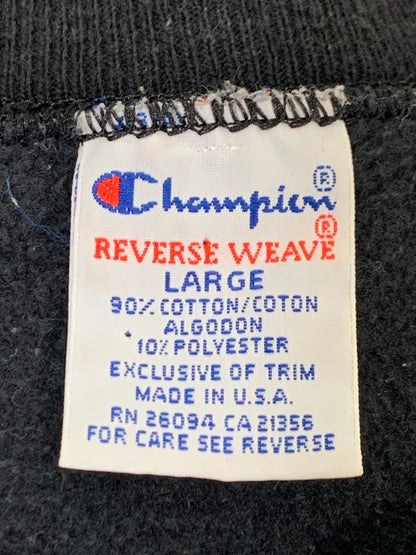 Champion®
REVERSE WEAVE®
LARGE
90% COTTON/COTON
ALGODON
10% POLYESTER
EXCLUSIVE OF TRIM
MADE IN U.S.A.
RN 26094 CA 21356
FOR CARE SEE REVERSE